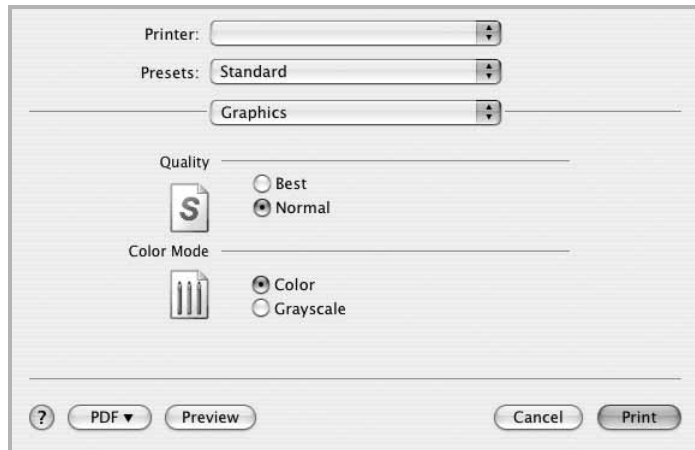 Printer:
Presets: Standard
Graphics
Quality
Best
S
Normal
Color Mode
Color
Grayscale
? PDF ▼ Preview Cancel Print